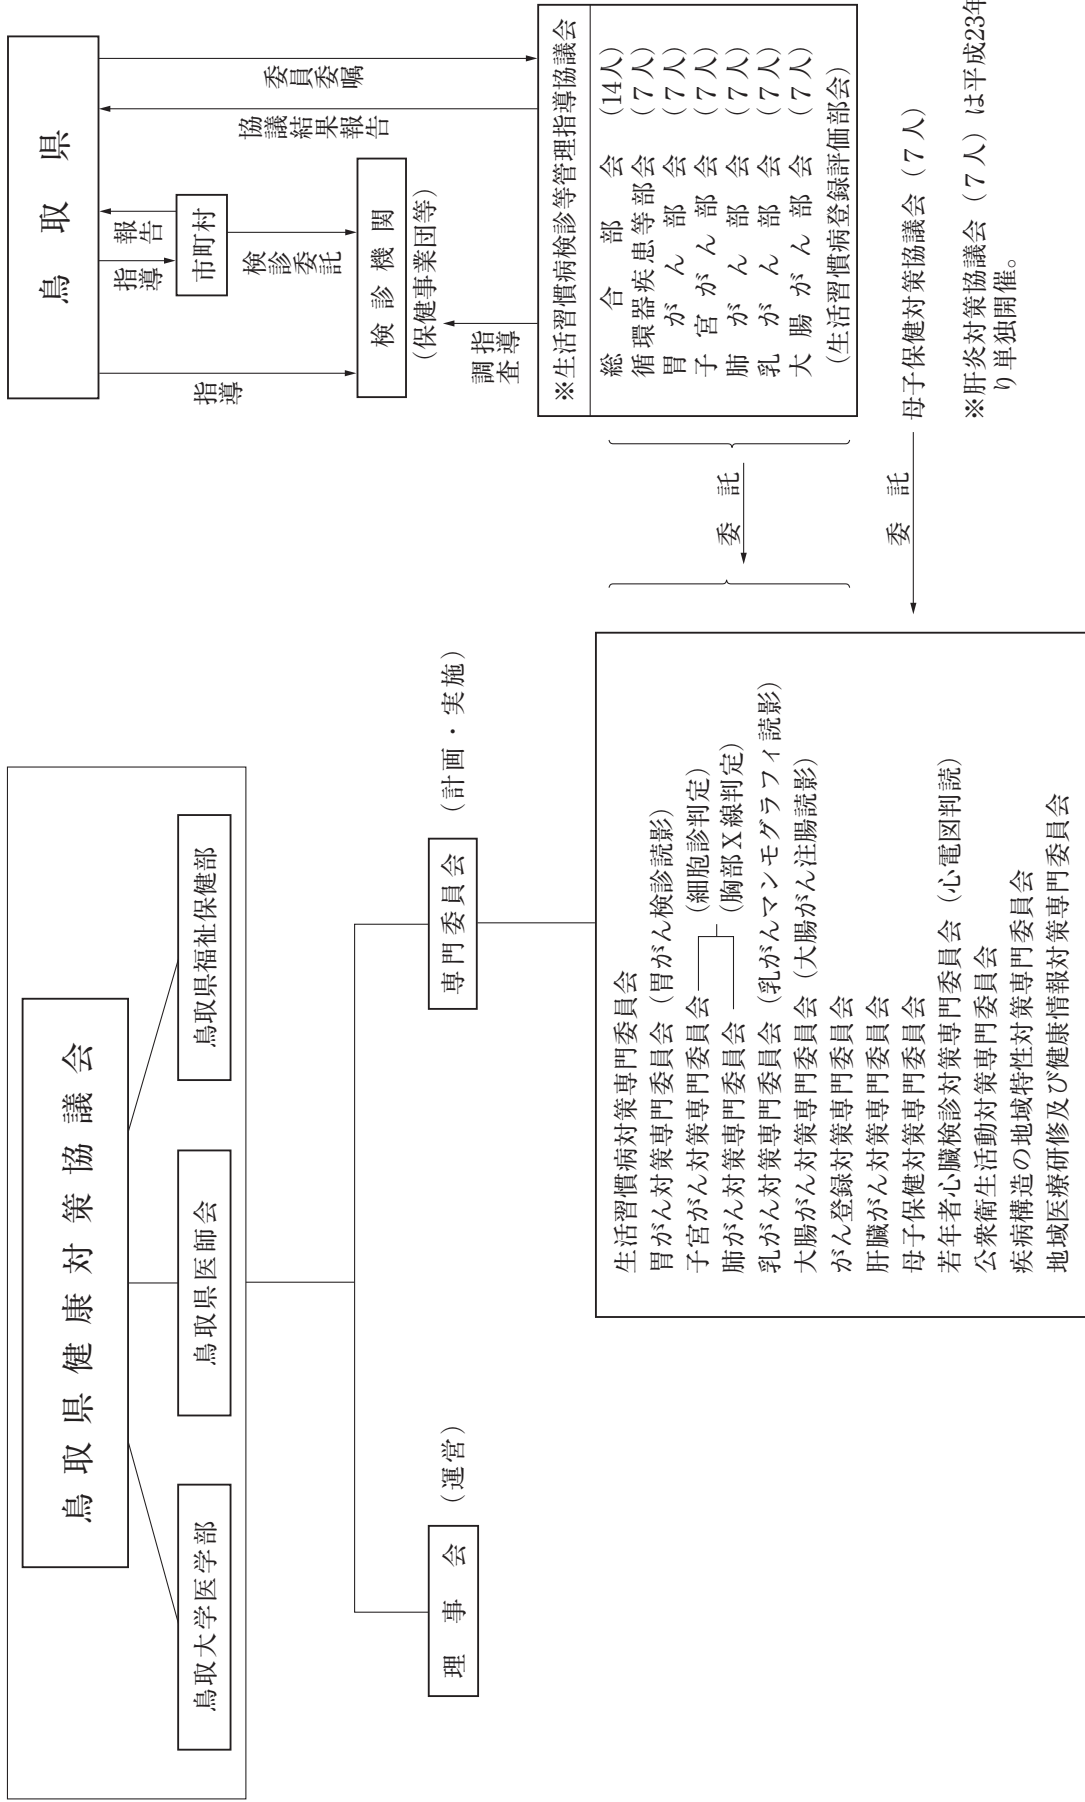 鳥取県健康対策協議会
鳥取大学医学部
鳥取県医師会
鳥取県福祉保健部
理事会
(運営)
専門委員会
(計画・実施)
生活習慣病対策専門委員会
胃がん対策専門委員会(胃がん検診読影)
子宮がん対策専門委員会
(細胞診判定)
肺がん対策専門委員会
(胸部X線判定)
乳がん対策専門委員会(乳がんマンモグラフィ読影)
大腸がん対策専門委員会(大腸がん注腸読影)
がん登録対策専門委員会
肝臓がん対策専門委員会
母子保健対策専門委員会
若年者心臓検診対策専門委員会(心電図判読)
公衆衛生活動対策専門委員会
疾病構造の地域特性対策専門委員会
地域医療研修及び健康情報対策専門委員会
鳥取県
指導
指導
報告
市町村
検診委託
検診機関
(保健事業団等)
協議結果報告
委員委嘱
調査指導
※生活習慣病検診等管理指導協議会
総合部会(14人)
循環器疾患等部会(7人)
胃がん部会(7人)
子宮がん部会(7人)
肺がん部会(7人)
乳がん部会(7人)
大腸がん部会(7人)
(生活習慣病登録評価部会)
委託
母子保健対策協議会(7人)
委託
※肝炎対策協議会(7人)は平成23年
り単独開催。